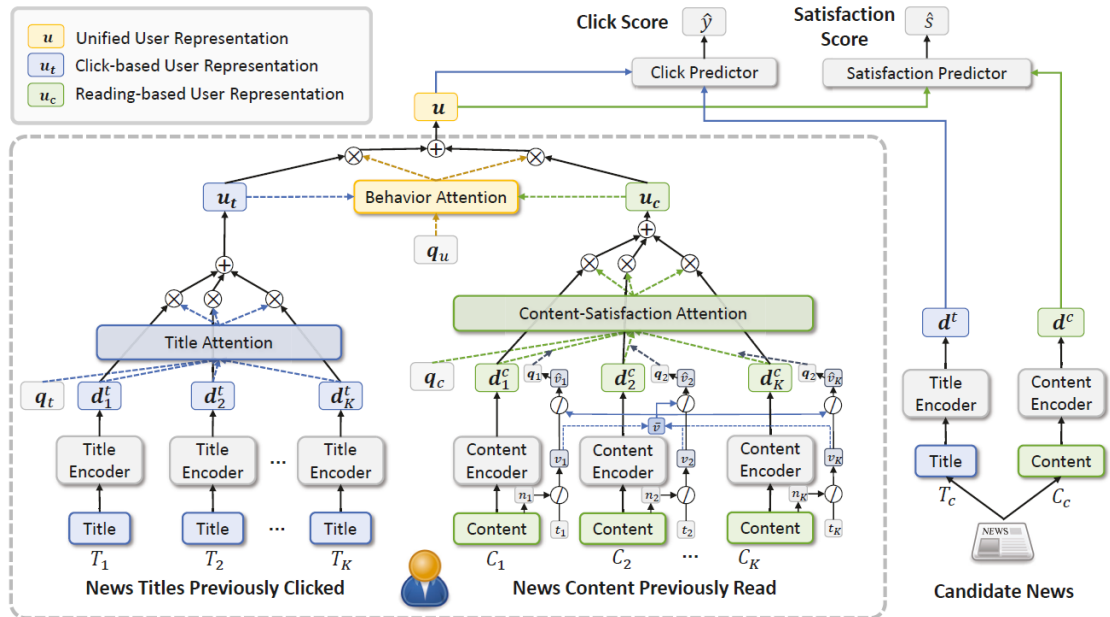 Click Score
ŷ
Satisfaction
Score
ŝ
u Unified User Representation
u_t Click-based User Representation
u_c Reading-based User Representation
Click Predictor
Satisfaction Predictor
u
u_t
Behavior Attention
u_c
q_u
Title Attention
Content-Satisfaction Attention
d^t
d^c
q_t
d_1^t
d_2^t
d_K^t
q_c
d_1^c
q_1
v̂_1
d_2^c
q_2
v̂_2
d_K^c
q_2
v̂_K
v̄
Title
Encoder
Title
Encoder
...
Title
Encoder
Content
Encoder
v_1
Content
Encoder
v_2
Content
Encoder
v_K
Title
Encoder
Content
Encoder
n_1
n_2
n_K
Title
Title
...
Title
Content
t_1
Content
t_2
Content
t_K
Title
Content
T_1
T_2
T_K
C_1
C_2
...
C_K
T_c
C_c
NEWS
News Titles Previously Clicked
News Content Previously Read
Candidate News